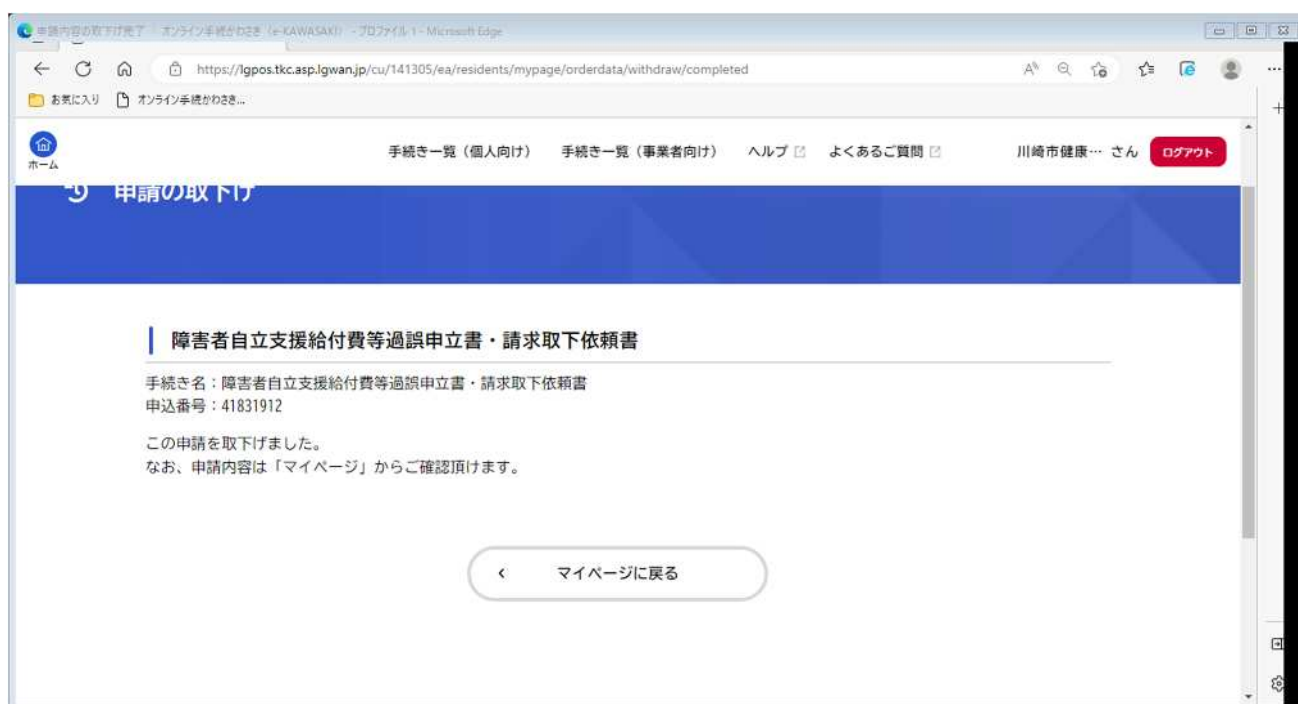 申請内容の取下げ完了 | オンライン手続かわさき (e-KAWASAKI) - プロファイル 1 - Microsoft Edge
https://lgpos.tkc.asp.lgwan.jp/cu/141305/ea/residents/mypage/orderdata/withdraw/completed
お気に入り オンライン手続かわさき...
ホーム
手続き一覧（個人向け） 手続き一覧（事業者向け） ヘルプ よくあるご質問 川崎市健康… さん ログアウト
申請の取下げ
障害者自立支援給付費等過誤申立書・請求取下依頼書
手続き名：障害者自立支援給付費等過誤申立書・請求取下依頼書
申込番号：41831912
この申請を取下げました。
なお、申請内容は「マイページ」からご確認頂けます。
マイページに戻る